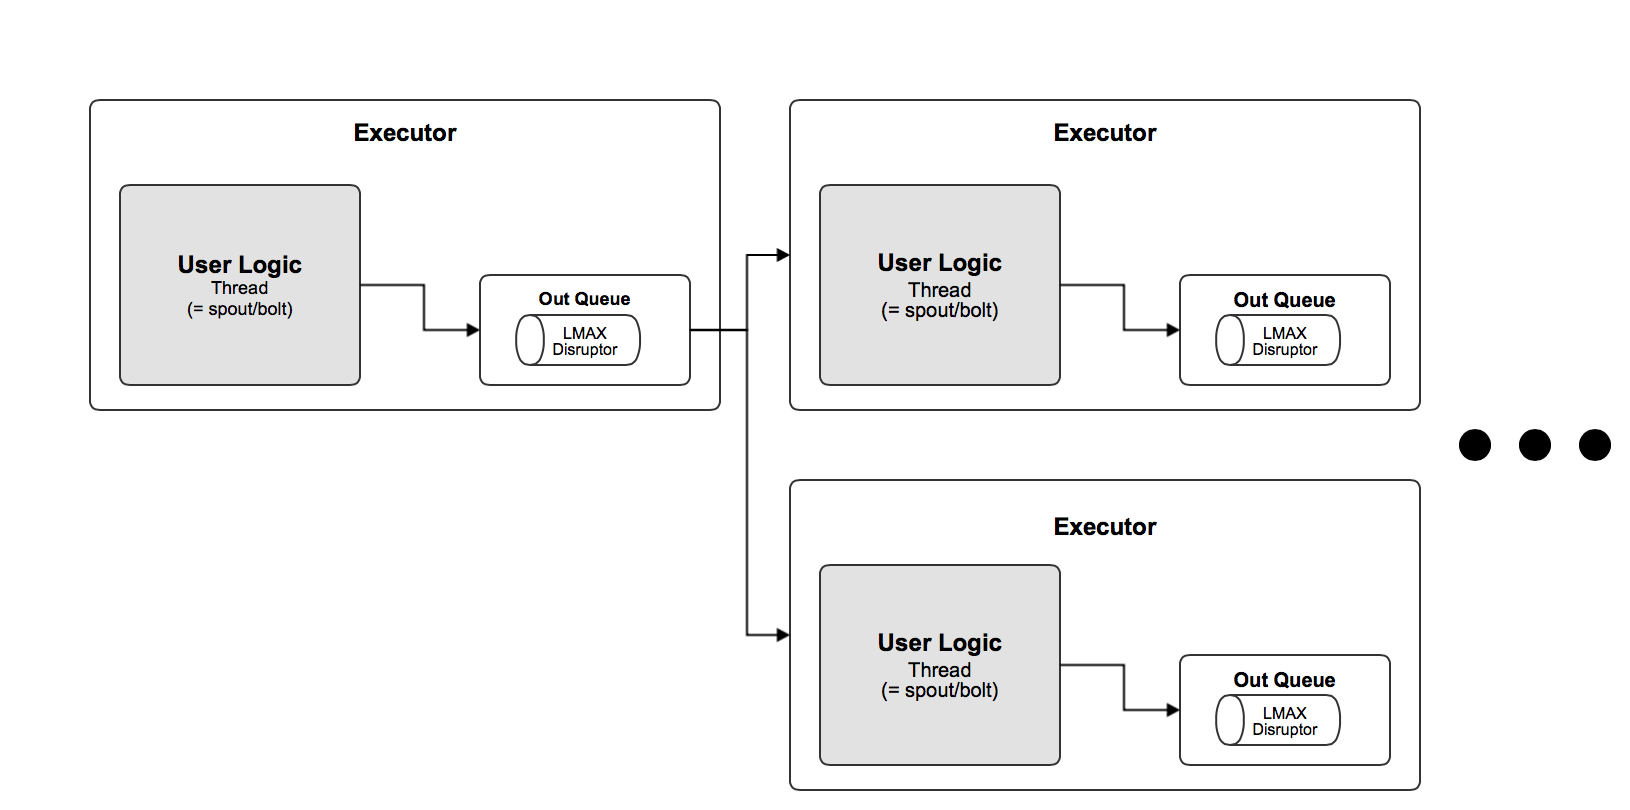 Executor
User Logic
Thread
(= spout/bolt)
Out Queue
LMAX
Disruptor
Executor
User Logic
Thread
(= spout/bolt)
Out Queue
LMAX
Disruptor
Executor
User Logic
Thread
(= spout/bolt)
Out Queue
LMAX
Disruptor